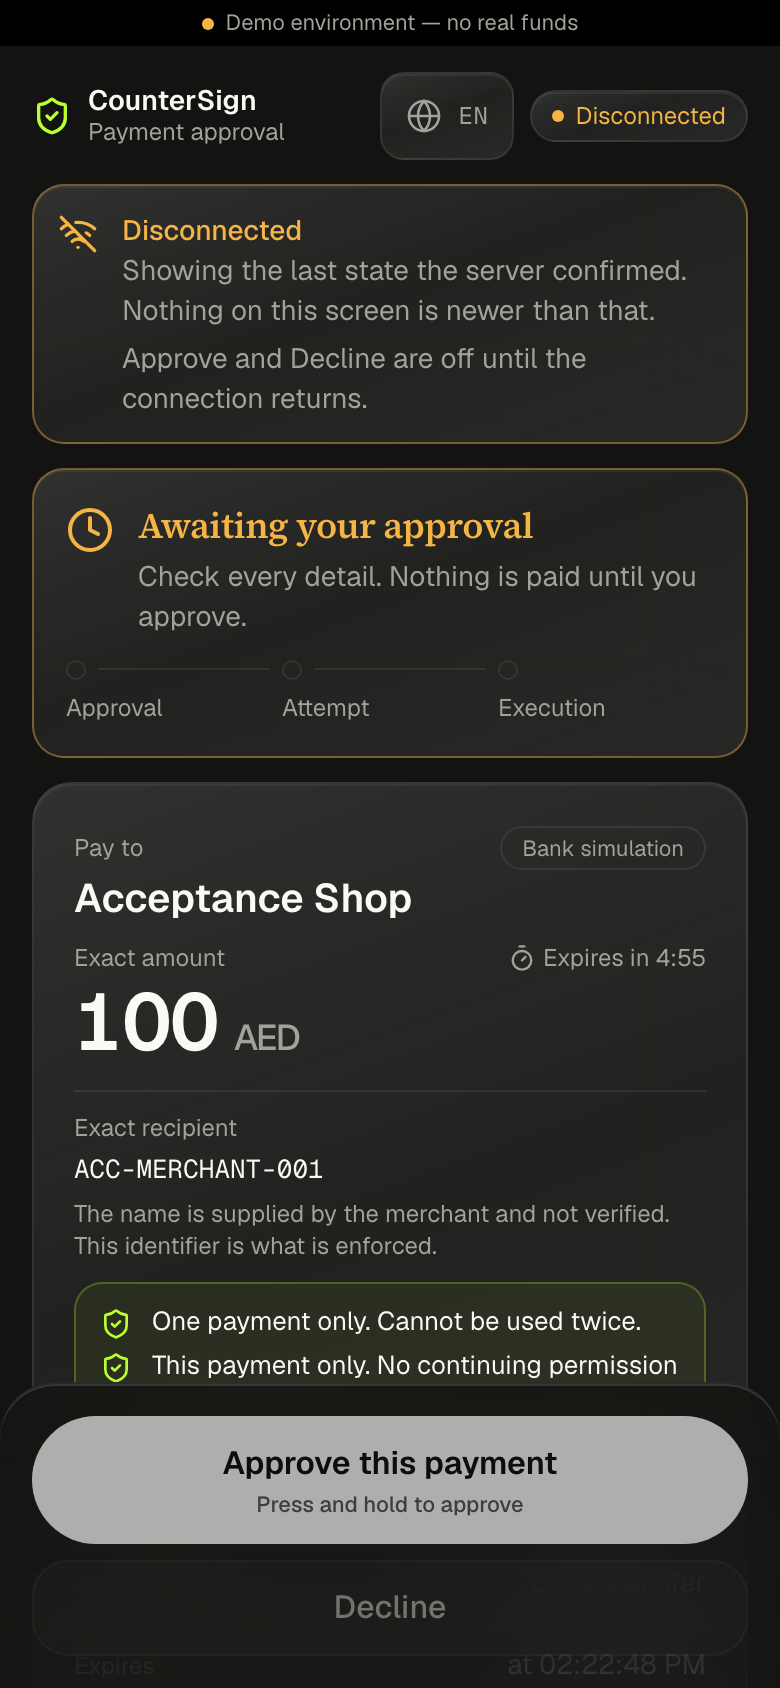 Demo environment — no real funds
CounterSign
Payment approval
EN
Disconnected
Disconnected
Showing the last state the server confirmed.
Nothing on this screen is newer than that.
Approve and Decline are off until the
connection returns.
Awaiting your approval
Check every detail. Nothing is paid until you
approve.
Approval
Attempt
Execution
Pay to
Bank simulation
Acceptance Shop
Exact amount
Expires in 4:55
100 AED
Exact recipient
ACC-MERCHANT-001
The name is supplied by the merchant and not verified.
This identifier is what is enforced.
One payment only. Cannot be used twice.
This payment only. No continuing permission
Approve this payment
Press and hold to approve
Bank transfer
Decline
Expires
at 02:22:48 PM